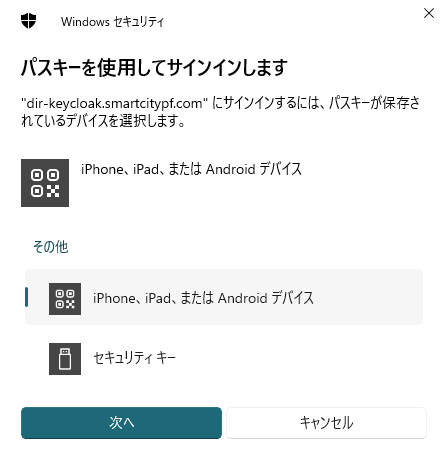 Windows セキュリティ
パスキーを使用してサインインします
"dir-keycloak.smartcitypf.com" にサインインするには、パスキーが保存さ
れているデバイスを選択します。
iPhone、iPad、または Android デバイス
その他
iPhone、iPad、または Android デバイス
セキュリティ キー
次へ
キャンセル